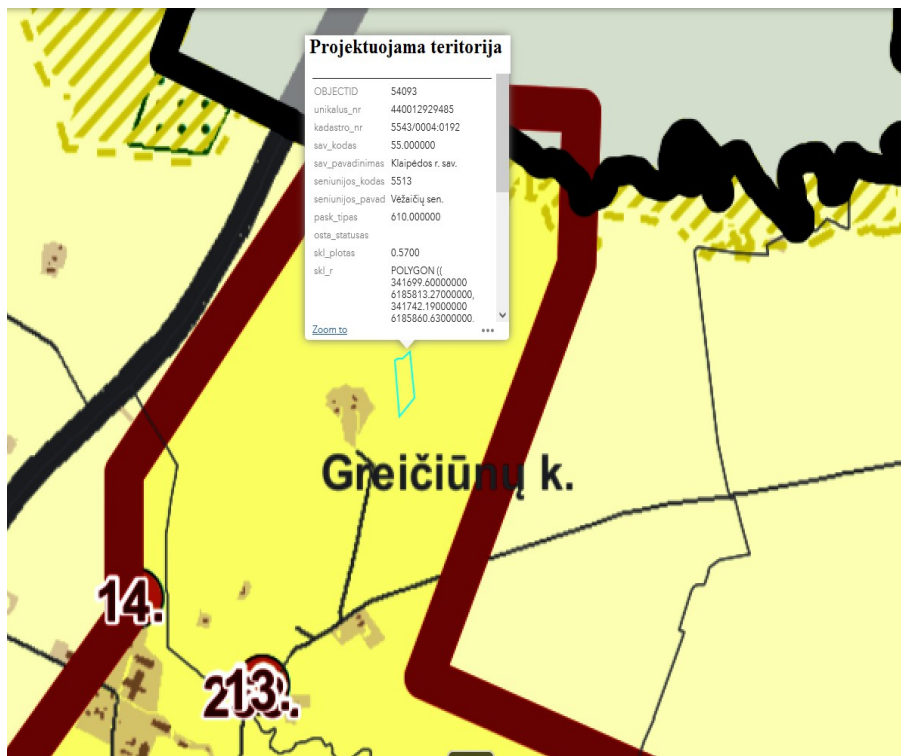 Projektuojama teritorija
OBJECTID 54093
unikalus_nr 440012929485
kadastro_nr 5543/0004:0192
sav_kodas 55.000000
sav_pavadinimas Klaipėdos r. sav.
seniunijos_kodas 5513
seniunijos_pavad Vėžaičių sen.
pask_tipas 610.000000
osta_statusas
skl_plotas 0.5700
skl_r POLYGON ((
341699.60000000
6185813.27000000,
341742.19000000
6185860.63000000,
Zoom to
Greičiūnų k.
14.
13.